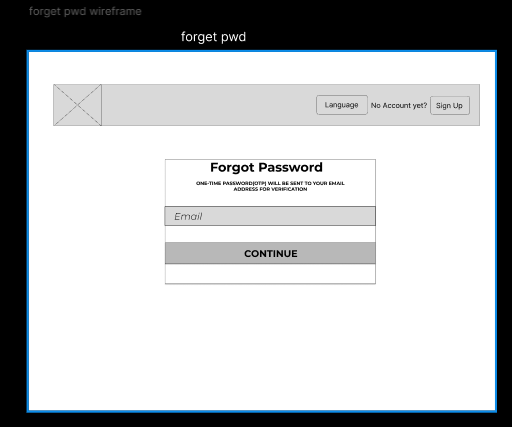 forget pwd wireframe
forget pwd
Language No Account yet? Sign Up
Forgot Password
ONE-TIME PASSWORD(OTP) WILL BE SENT TO YOUR EMAIL
ADDRESS FOR VERIFICATION
Email
CONTINUE